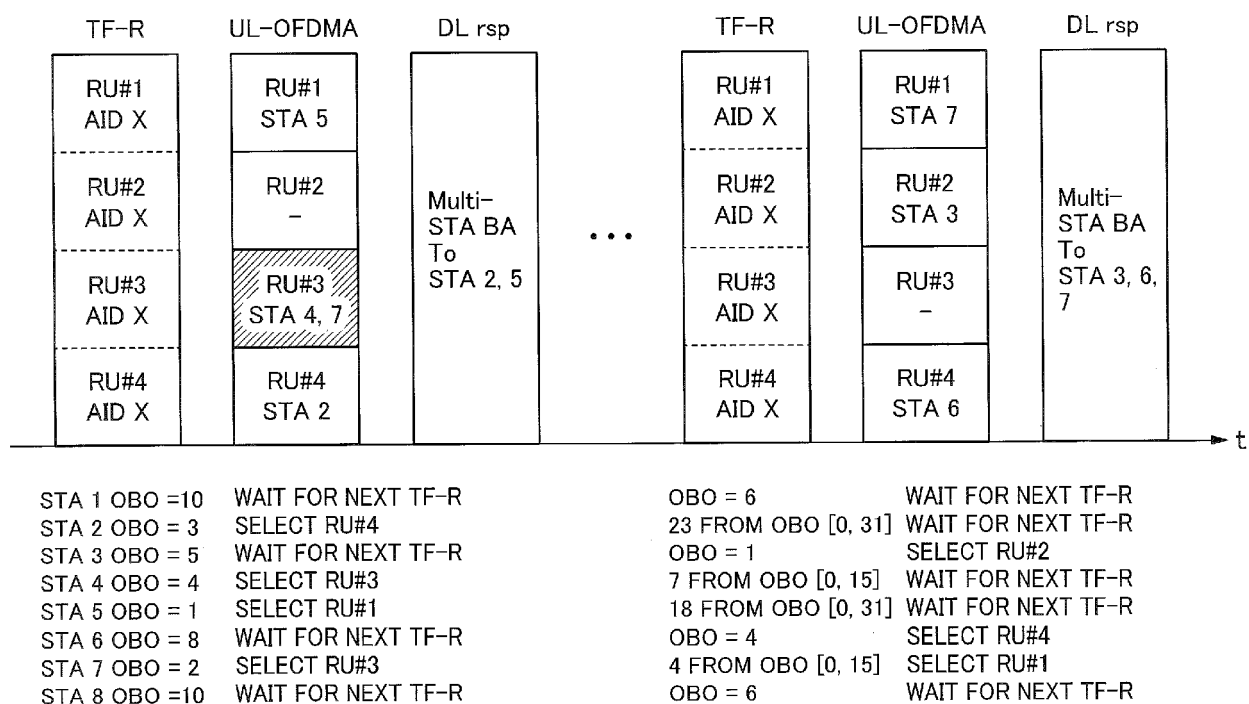 TF-R UL-OFDMA DL rsp TF-R UL-OFDMA DL rsp
RU#1
AID X
RU#2
AID X
RU#3
AID X
RU#4
AID X
RU#1
STA 5
RU#2
-
RU#3
STA 4, 7
RU#4
STA 2
Multi-
STA BA
To
STA 2, 5
...
RU#1
AID X
RU#2
AID X
RU#3
AID X
RU#4
AID X
RU#1
STA 7
RU#2
STA 3
RU#3
-
RU#4
STA 6
Multi-
STA BA
To
STA 3, 6,
7
t
STA 1 OBO =10 WAIT FOR NEXT TF-R OBO = 6 WAIT FOR NEXT TF-R
STA 2 OBO = 3 SELECT RU#4 23 FROM OBO [0, 31] WAIT FOR NEXT TF-R
STA 3 OBO = 5 WAIT FOR NEXT TF-R OBO = 1 SELECT RU#2
STA 4 OBO = 4 SELECT RU#3 7 FROM OBO [0, 15] WAIT FOR NEXT TF-R
STA 5 OBO = 1 SELECT RU#1 18 FROM OBO [0, 31] WAIT FOR NEXT TF-R
STA 6 OBO = 8 WAIT FOR NEXT TF-R OBO = 4 SELECT RU#4
STA 7 OBO = 2 SELECT RU#3 4 FROM OBO [0, 15] SELECT RU#1
STA 8 OBO =10 WAIT FOR NEXT TF-R OBO = 6 WAIT FOR NEXT TF-R